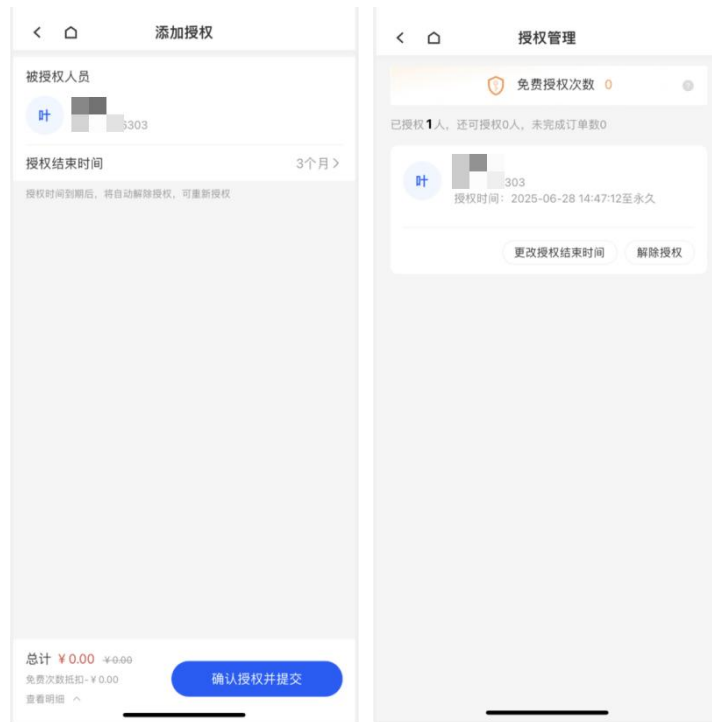 添加授权
被授权人员
叶
303
授权结束时间
3个月
授权时间到期后，将自动解除授权，可重新授权
总计 ¥0.00 ¥0.00
免费次数抵扣-¥0.00
查看明细
确认授权并提交
授权管理
免费授权次数 0
已授权1人，还可授权0人，未完成订单数0
叶
303
授权时间：2025-06-28 14:47:12至永久
更改授权结束时间
解除授权